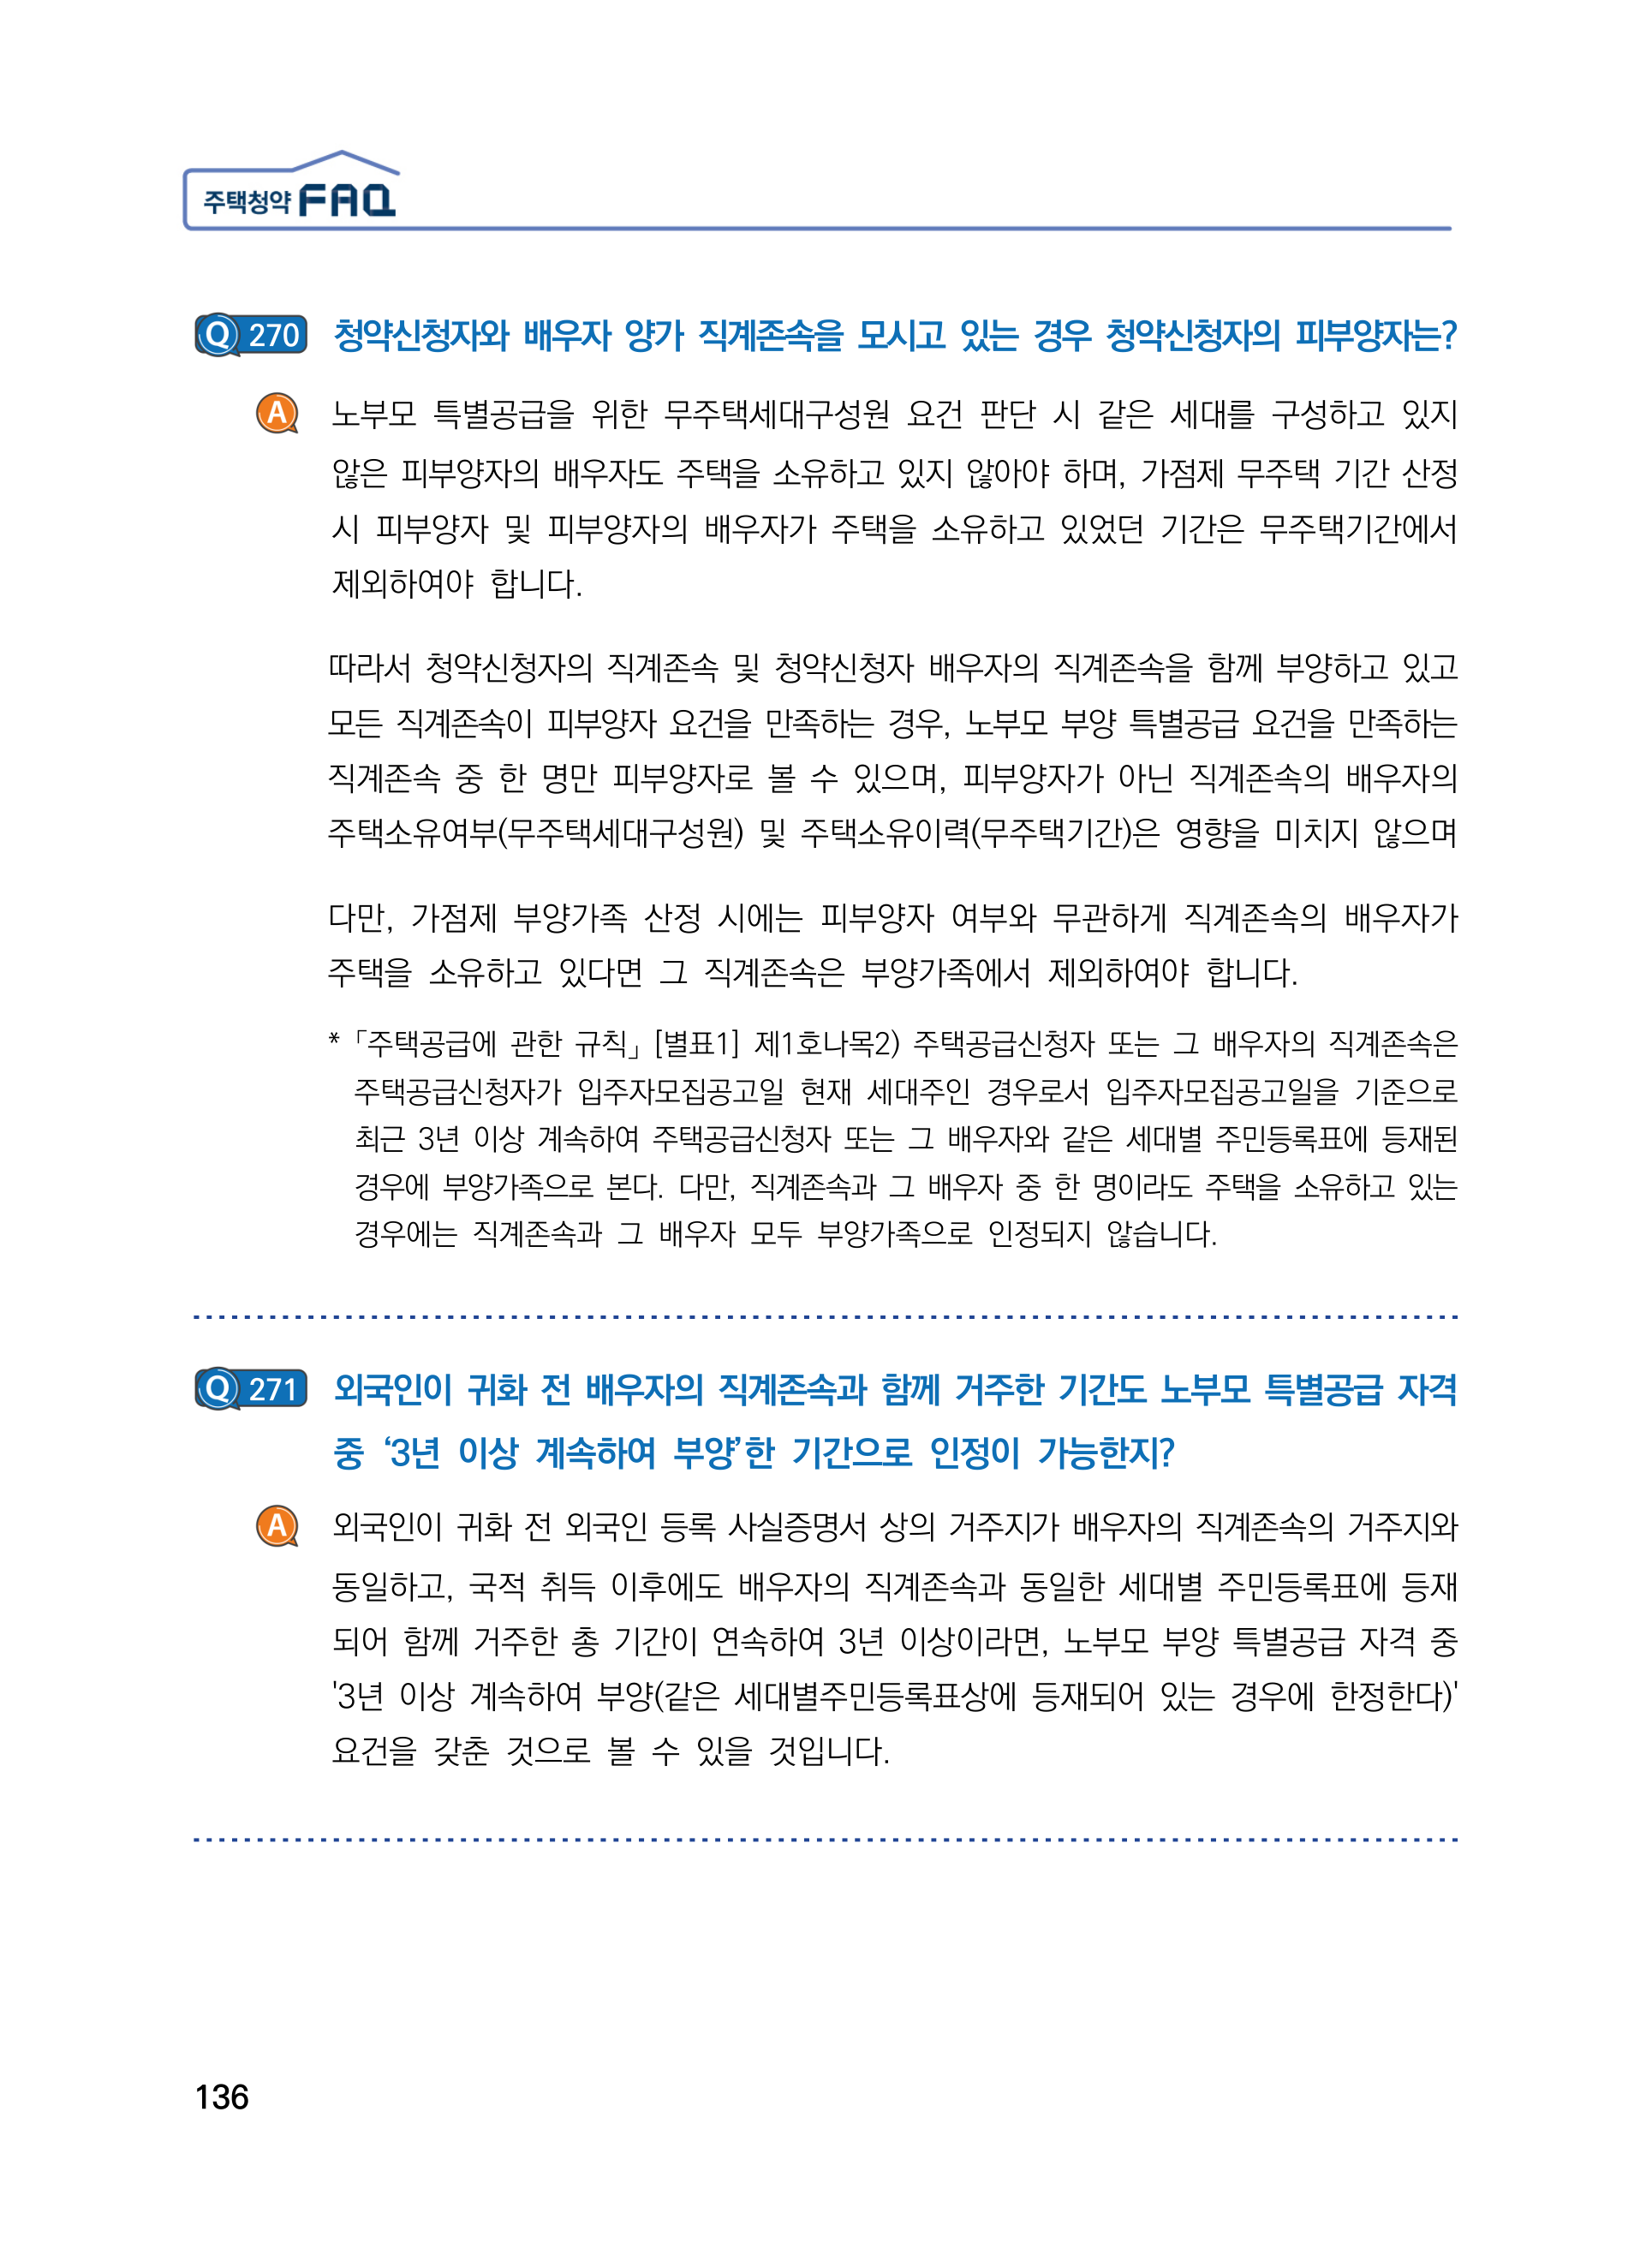 주택청약 FAQ
Q 270 청약신청자와 배우자 양가 직계존속을 모시고 있는 경우 청약신청자의 피부양자는?
A 노부모 특별공급을 위한 무주택세대구성원 요건 판단 시 같은 세대를 구성하고 있지
않은 피부양자의 배우자도 주택을 소유하고 있지 않아야 하며, 가점제 무주택 기간 산정
시 피부양자 및 피부양자의 배우자가 주택을 소유하고 있었던 기간은 무주택기간에서
제외하여야 합니다.
따라서 청약신청자의 직계존속 및 청약신청자 배우자의 직계존속을 함께 부양하고 있고
모든 직계존속이 피부양자 요건을 만족하는 경우, 노부모 부양 특별공급 요건을 만족하는
직계존속 중 한 명만 피부양자로 볼 수 있으며, 피부양자가 아닌 직계존속의 배우자의
주택소유여부(무주택세대구성원) 및 주택소유이력(무주택기간)은 영향을 미치지 않으며
다만, 가점제 부양가족 산정 시에는 피부양자 여부와 무관하게 직계존속의 배우자가
주택을 소유하고 있다면 그 직계존속은 부양가족에서 제외하여야 합니다.
*「주택공급에 관한 규칙」[별표1] 제1호나목2) 주택공급신청자 또는 그 배우자의 직계존속은
주택공급신청자가 입주자모집공고일 현재 세대주인 경우로서 입주자모집공고일을 기준으로
최근 3년 이상 계속하여 주택공급신청자 또는 그 배우자와 같은 세대별 주민등록표에 등재된
경우에 부양가족으로 본다. 다만, 직계존속과 그 배우자 중 한 명이라도 주택을 소유하고 있는
경우에는 직계존속과 그 배우자 모두 부양가족으로 인정되지 않습니다.
Q 271 외국인이 귀화 전 배우자의 직계존속과 함께 거주한 기간도 노부모 특별공급 자격
중 ‘3년 이상 계속하여 부양’한 기간으로 인정이 가능한지?
A 외국인이 귀화 전 외국인 등록 사실증명서 상의 거주지가 배우자의 직계존속의 거주지와
동일하고, 국적 취득 이후에도 배우자의 직계존속과 동일한 세대별 주민등록표에 등재
되어 함께 거주한 총 기간이 연속하여 3년 이상이라면, 노부모 부양 특별공급 자격 중
'3년 이상 계속하여 부양(같은 세대별주민등록표상에 등재되어 있는 경우에 한정한다)'
요건을 갖춘 것으로 볼 수 있을 것입니다.
136